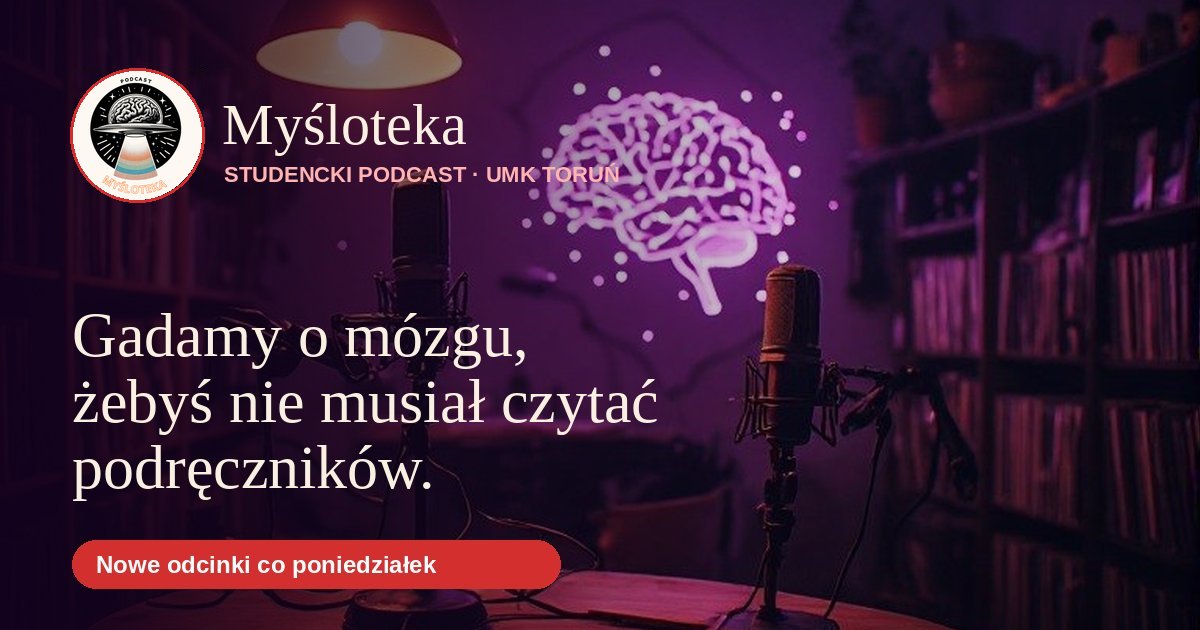 PODCAST
MYŚLOTEKA
Myśloteka
STUDENCKI PODCAST · UMK TORUŃ
Gadamy o mózgu,
żebyś nie musiał czytać
podręczników.
Nowe odcinki co poniedziałek